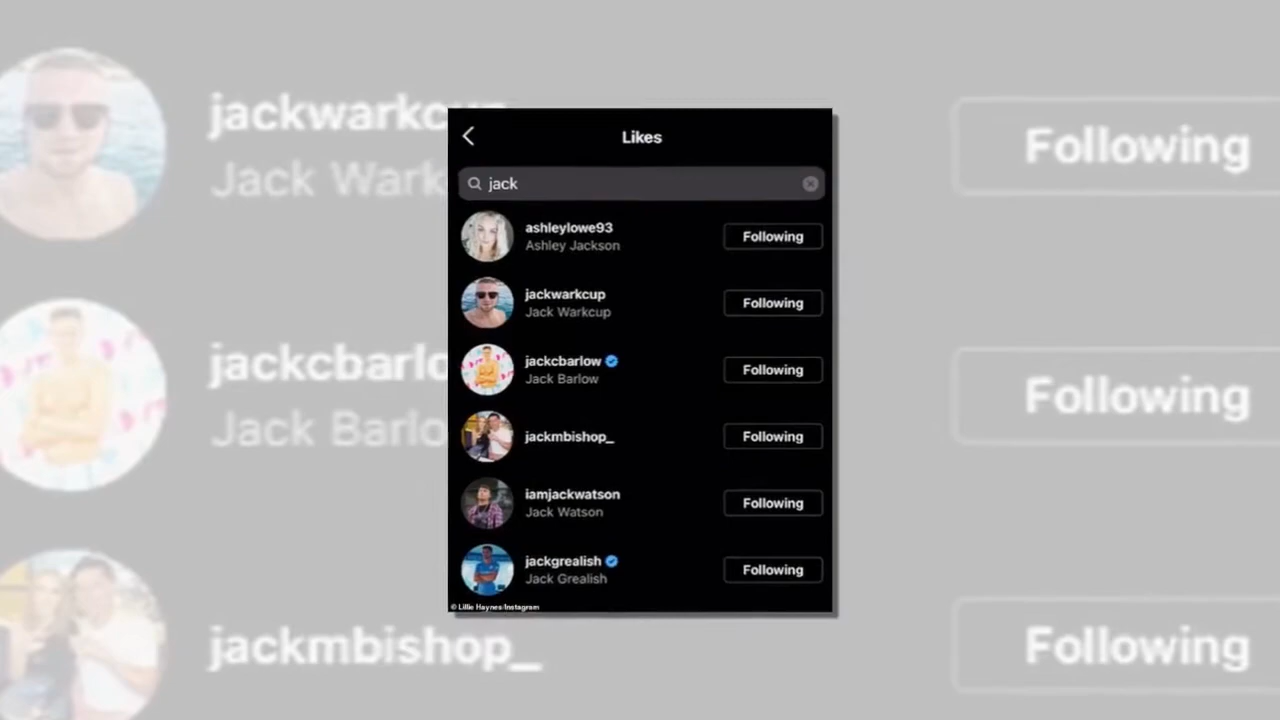 Likes
jack
ashleylowe93
Ashley Jackson
Following
jackwarkcup
Jack Warkcup
Following
jackcbarlow
Jack Barlow
Following
jackmbishop_
Following
iamjackwatson
Jack Watson
Following
jackgrealish
Jack Grealish
Following
© Lillie Haynes/Instagram
jackwarkcup
Jack Wark
Following
jackcbarlo
Jack Barlo
Following
jackmbishop_
Following